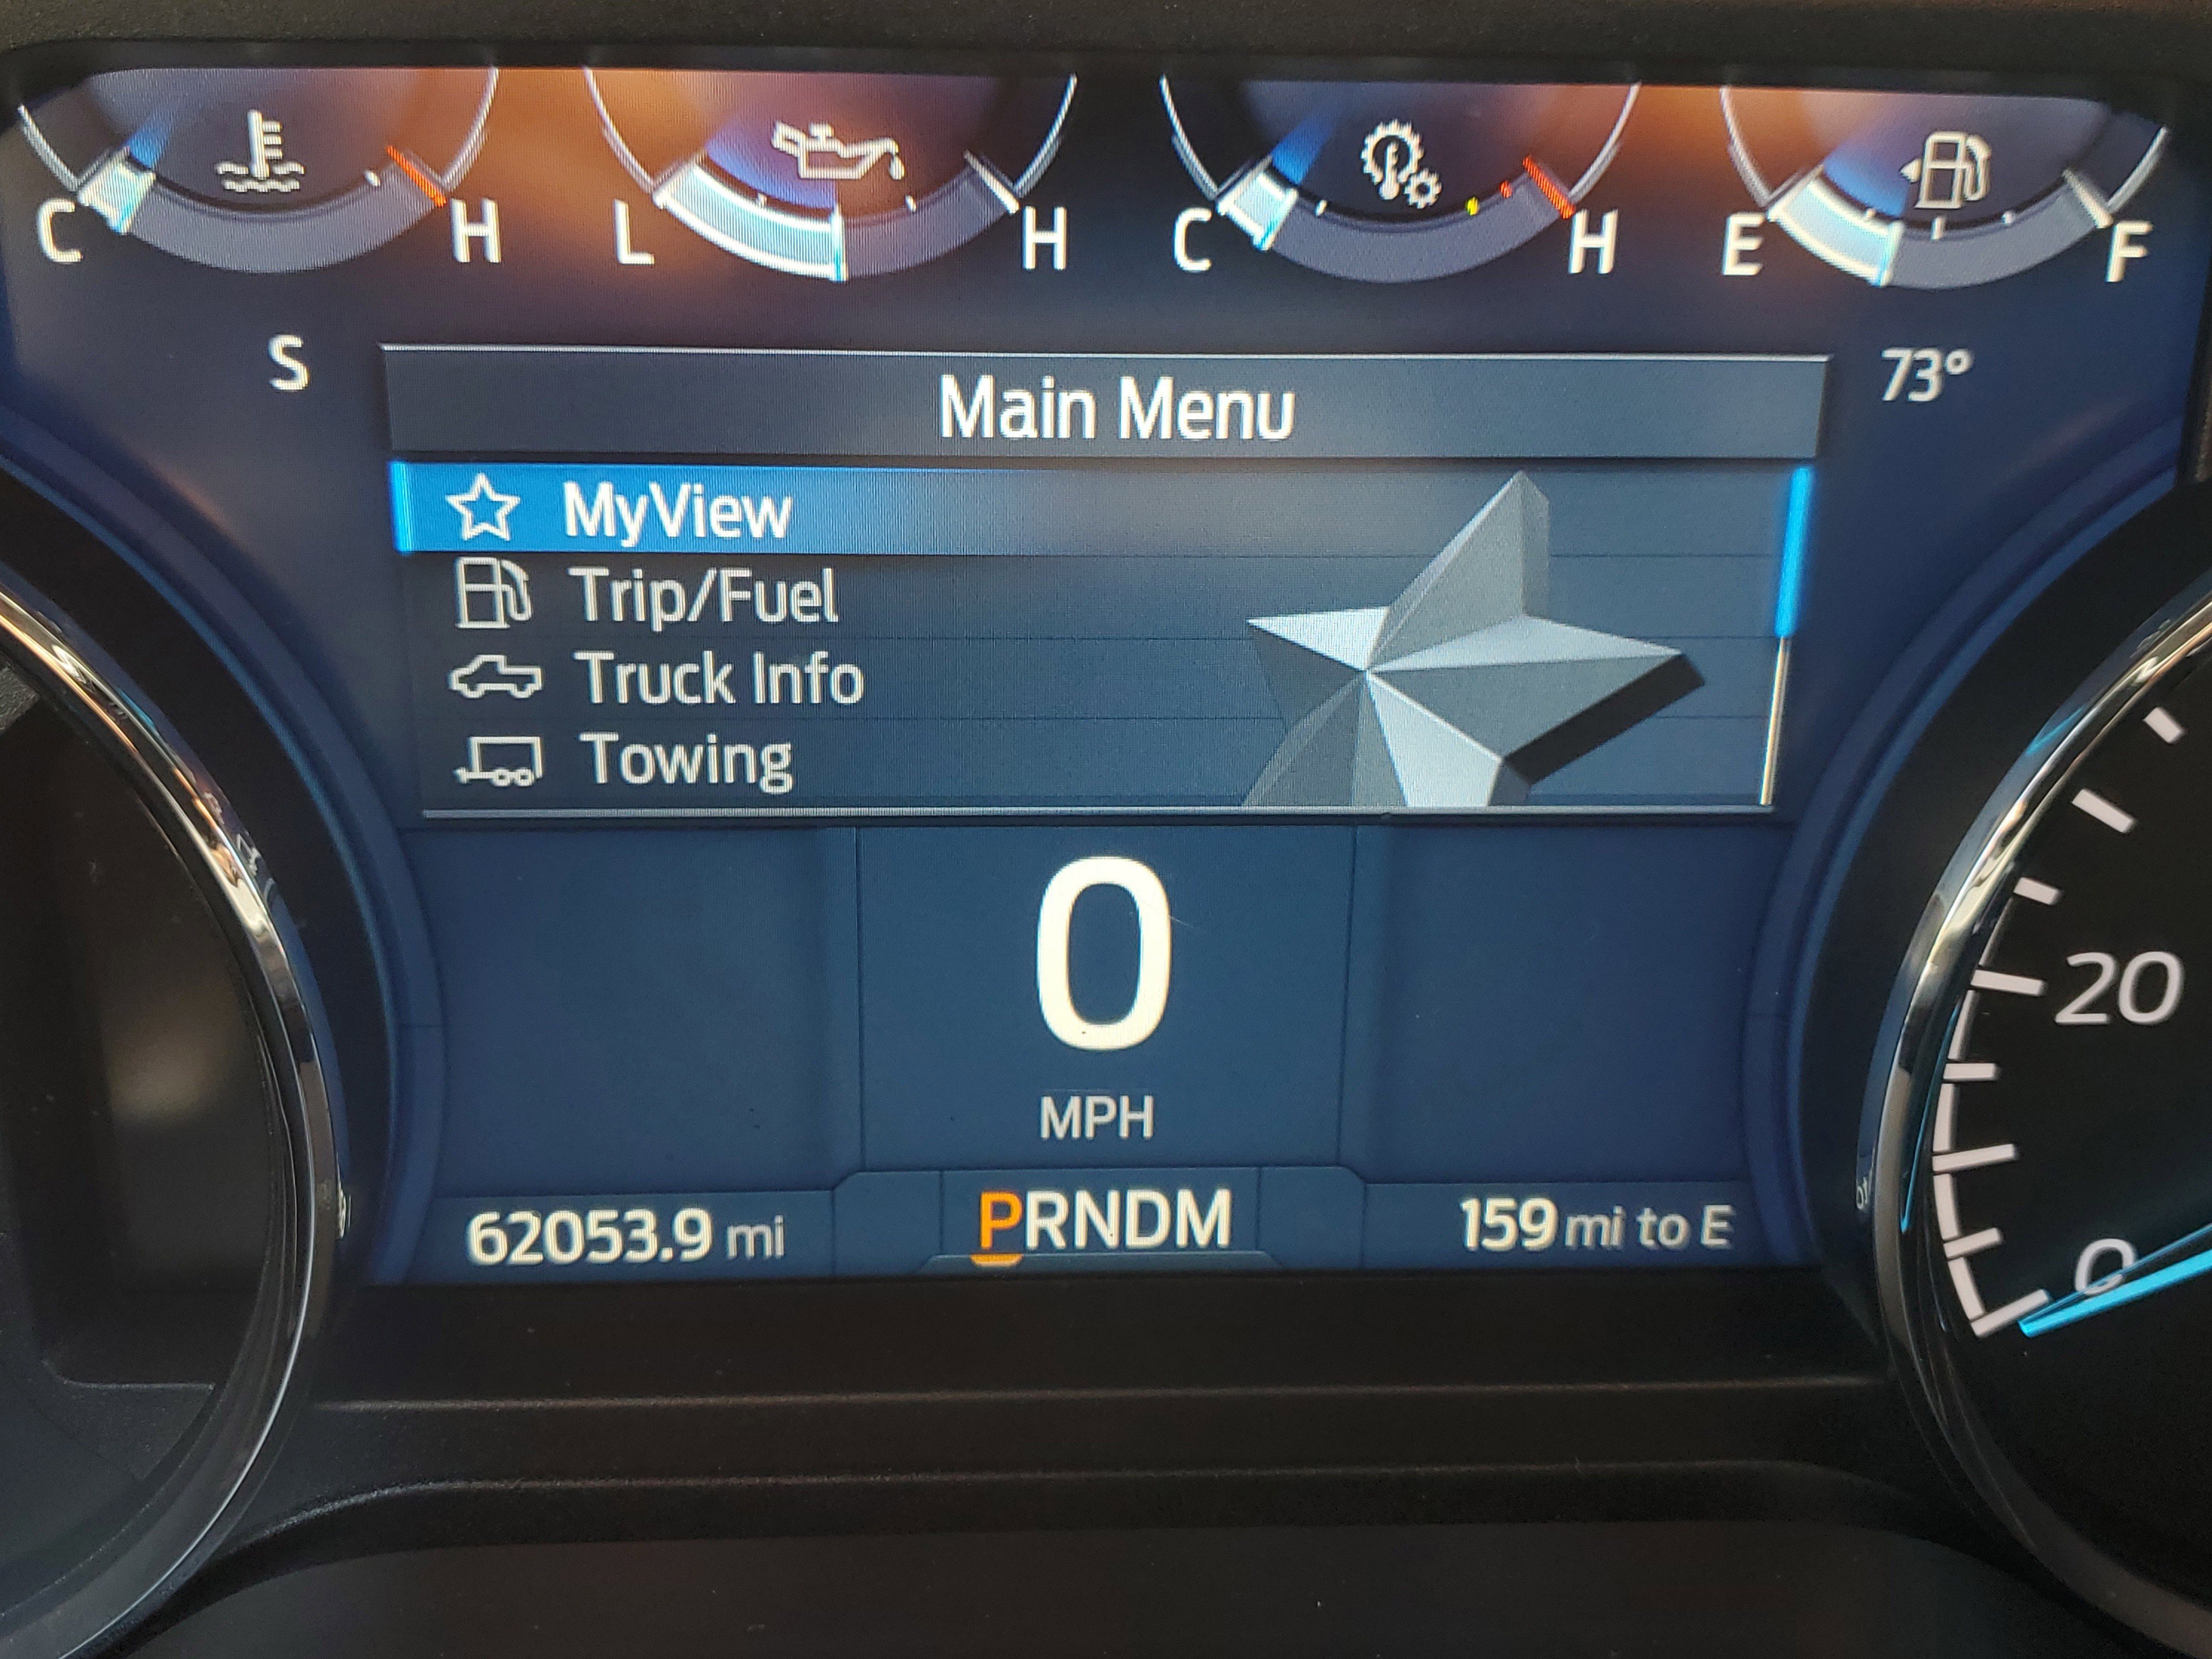 C H L H C H E F
S
73°
Main Menu
MyView
Trip/Fuel
Truck Info
Towing
0
MPH
62053.9 mi
PRNDM
159 mi to E
20
0